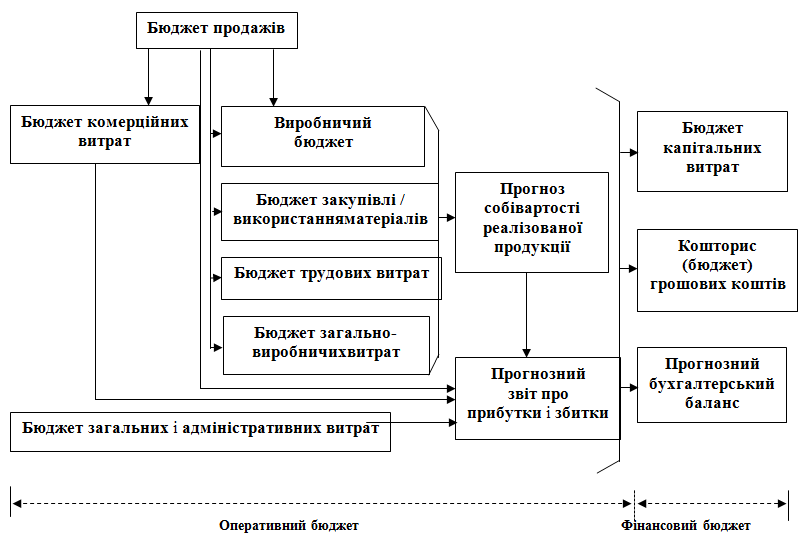 Бюджет продажів
Бюджет комерційних
витрат
Виробничий
бюджет
Бюджет закупівлі /
використанняматеріалів
Бюджет трудових витрат
Бюджет загально-
виробничихвитрат
Бюджет загальних і адміністративних витрат
Прогноз
собівартості
реалізованої
продукції
Прогнозний
звіт про
прибутки і збитки
Бюджет
капітальних
витрат
Кошторис
(бюджет)
грошових коштів
Прогнозний
бухгалтерський
баланс
Оперативний бюджет
Фінансовий бюджет